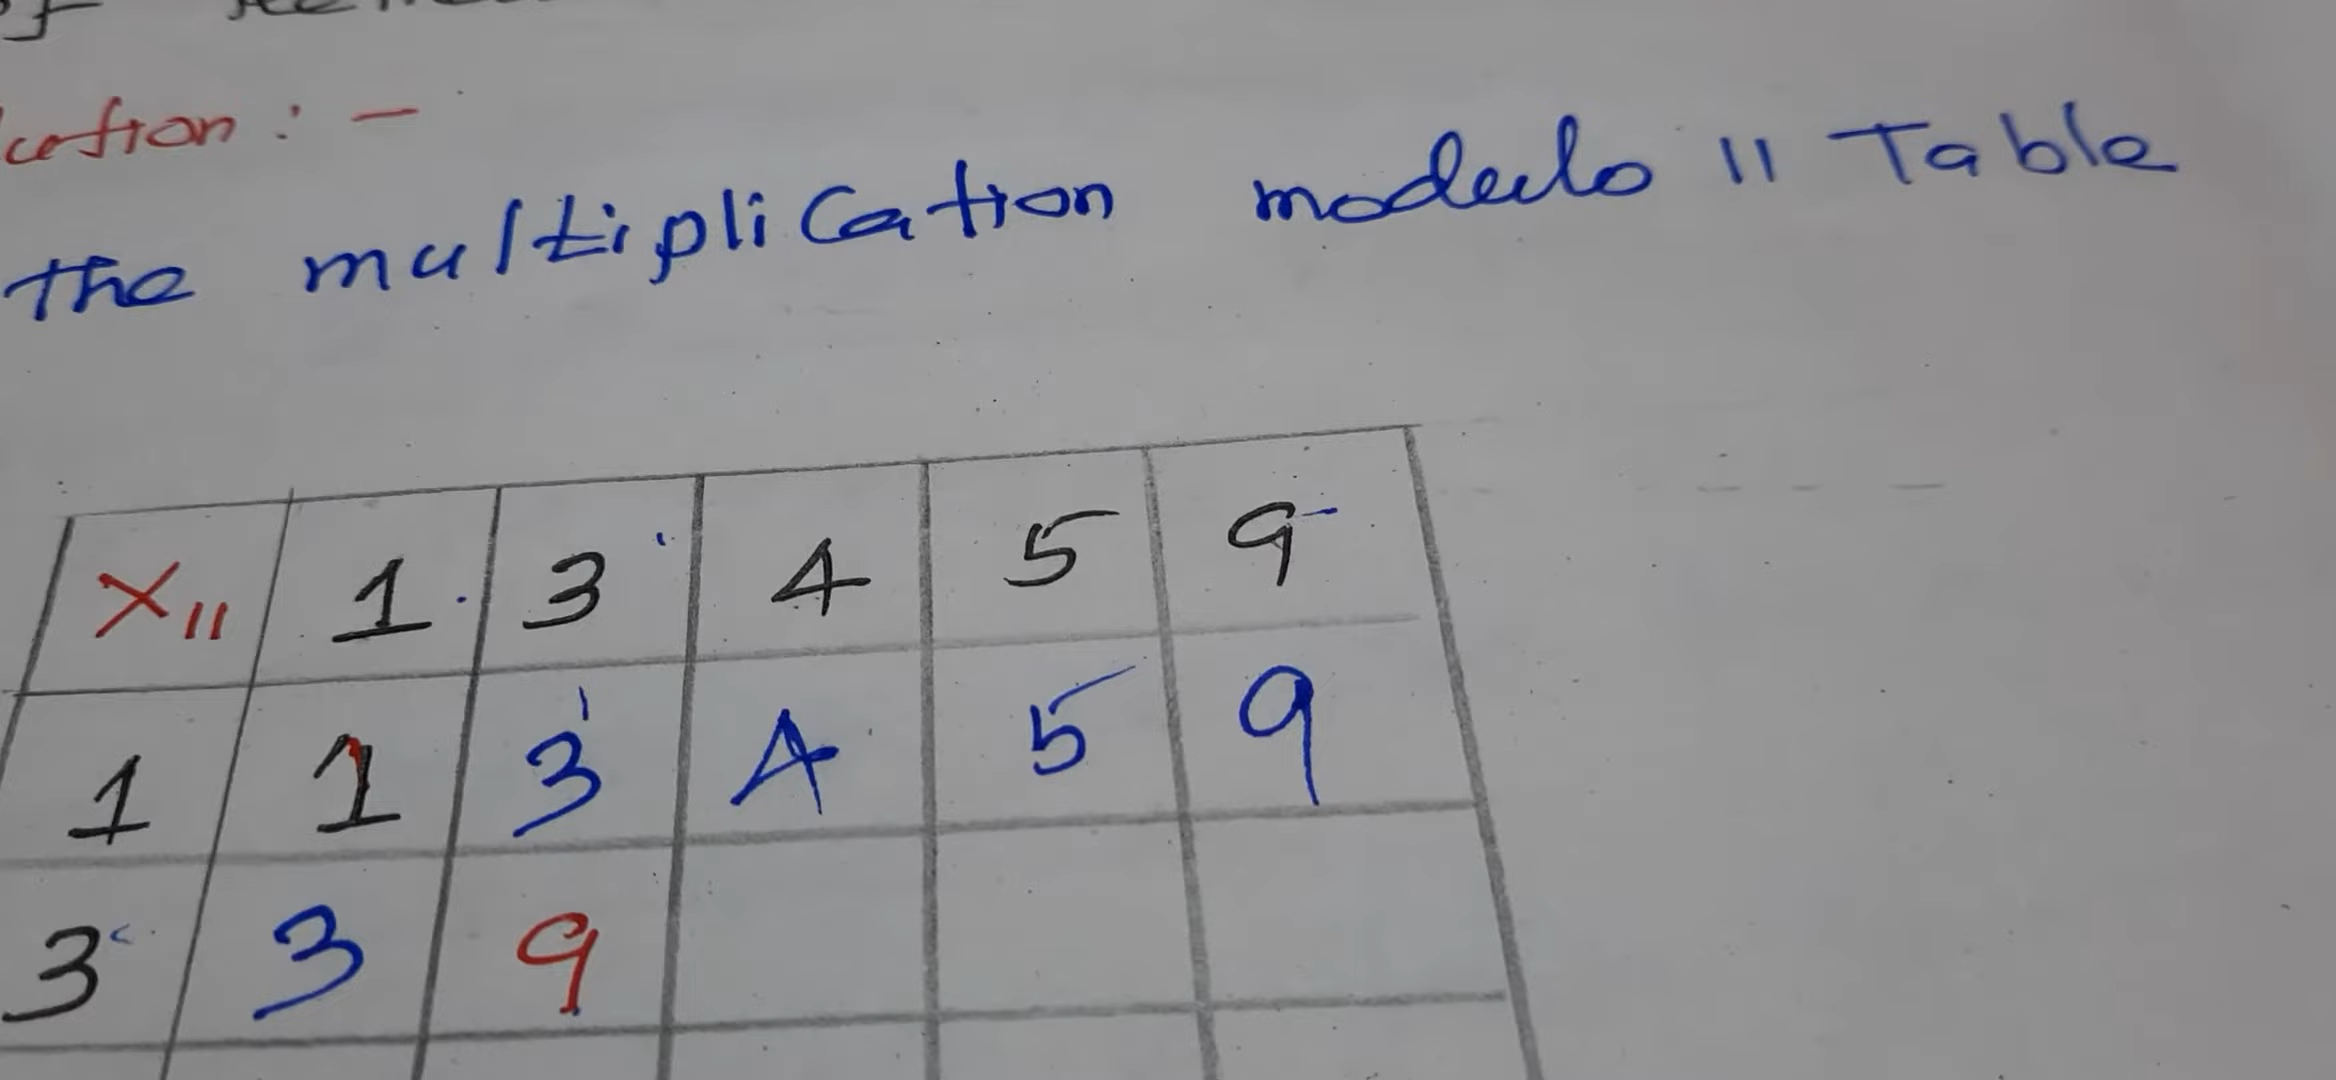 the multiplication modulo 11 Table
X11 1 3 4 5 9
1 1 3 4 5 9
3 3 9